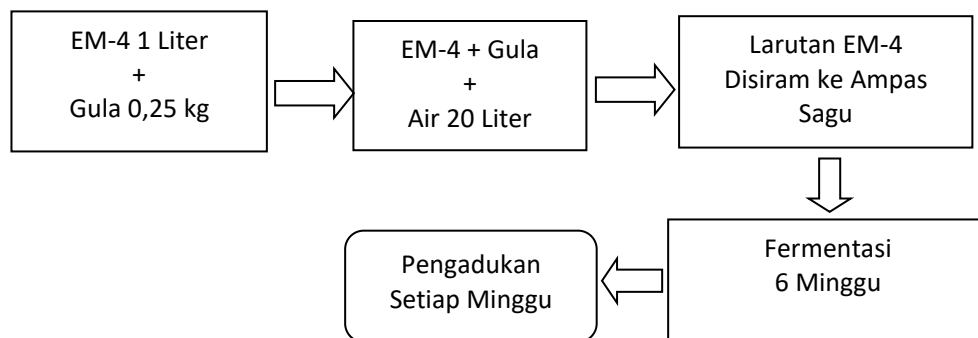 EM-4 1 Liter
+
Gula 0,25 kg
EM-4 + Gula
+
Air 20 Liter
Larutan EM-4
Disiram ke Ampas
Sagu
Fermentasi
6 Minggu
Pengadukan
Setiap Minggu